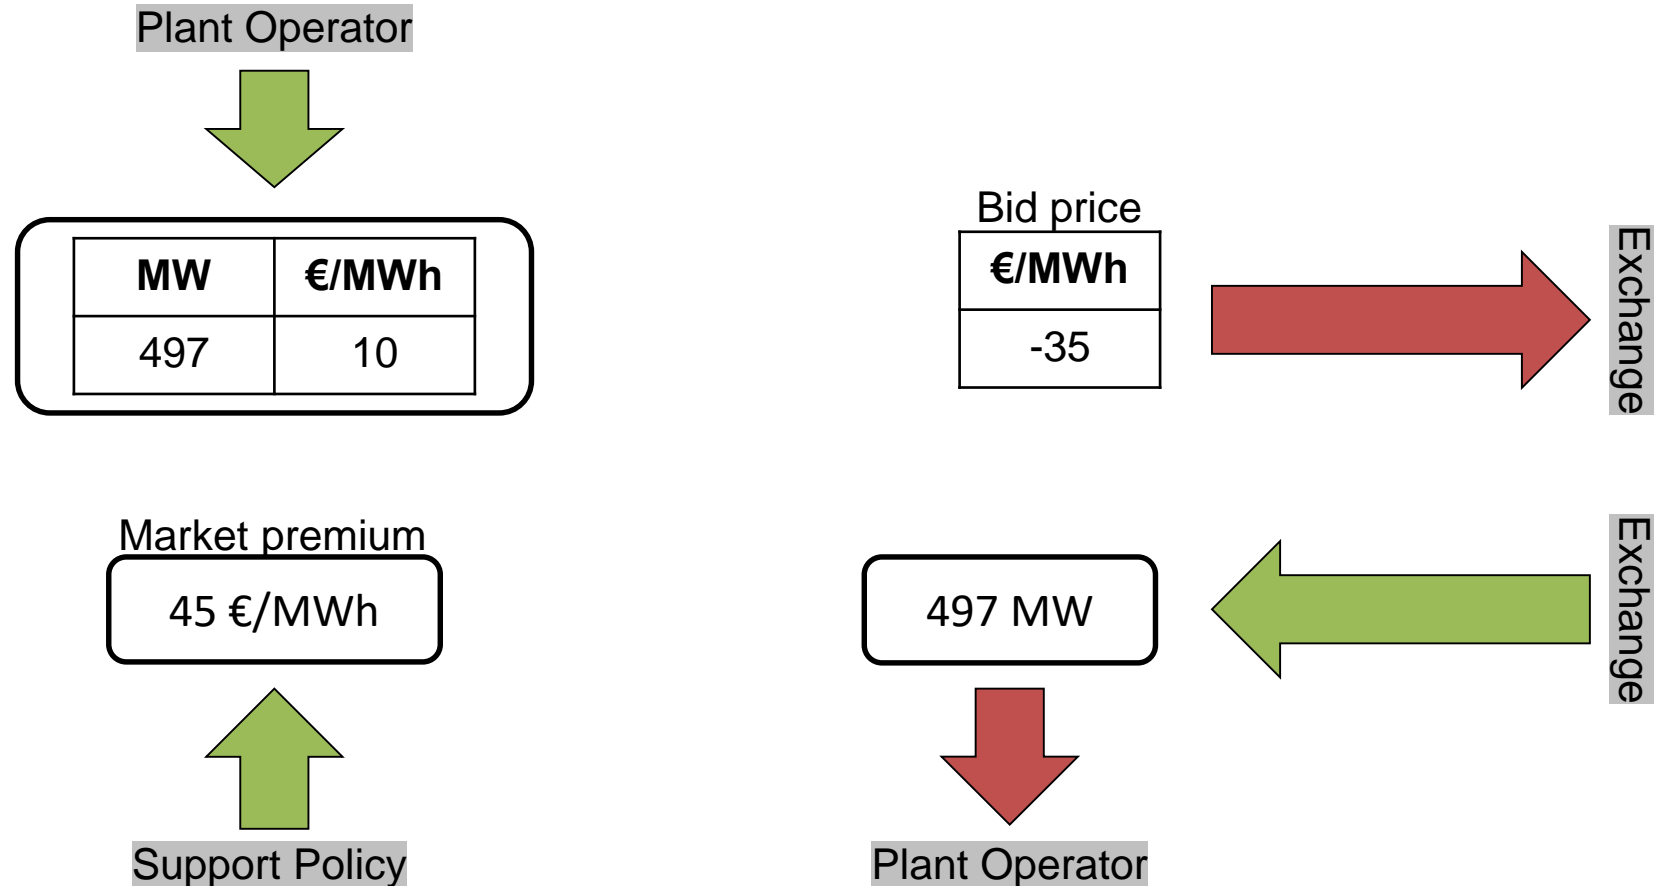 Plant Operator
MW €/MWh
497 10
Bid price
€/MWh
-35
Exchange
Market premium
45 €/MWh
Support Policy
497 MW
Plant Operator
Exchange